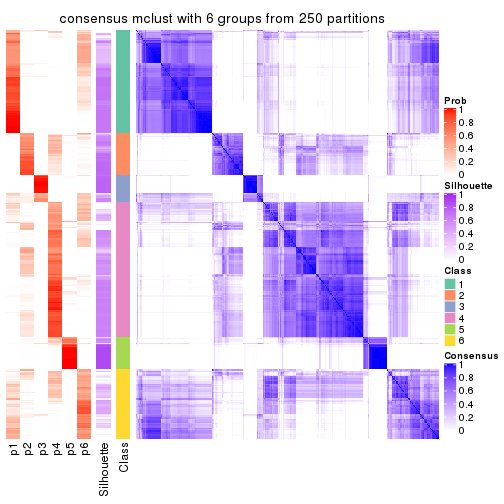 consensus mclust with 6 groups from 250 partitions
Prob
1
0.8
0.6
0.4
0.2
0
Silhouette
1
0.8
0.6
0.4
0.2
0
Class
1
2
3
4
5
6
Consensus
1
0.8
0.6
0.4
0.2
0
p1
p2
p3
p4
p5
p6
Silhouette
Class